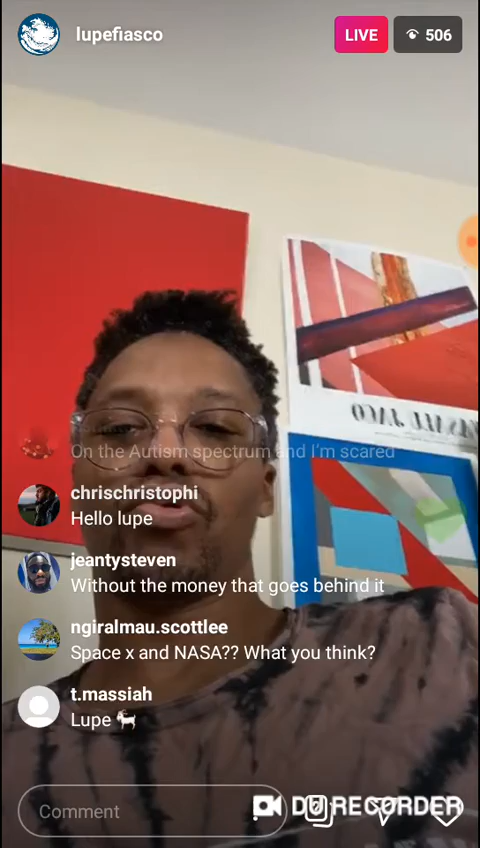 lupefiasco
LIVE
506
On the Autism spectrum and I'm scared
chrischristophi
Hello lupe
jeantysteven
Without the money that goes behind it
ngiralmau.scottlee
Space x and NASA?? What you think?
t.massiah
Lupe 🐐
Comment
DU RECORDER